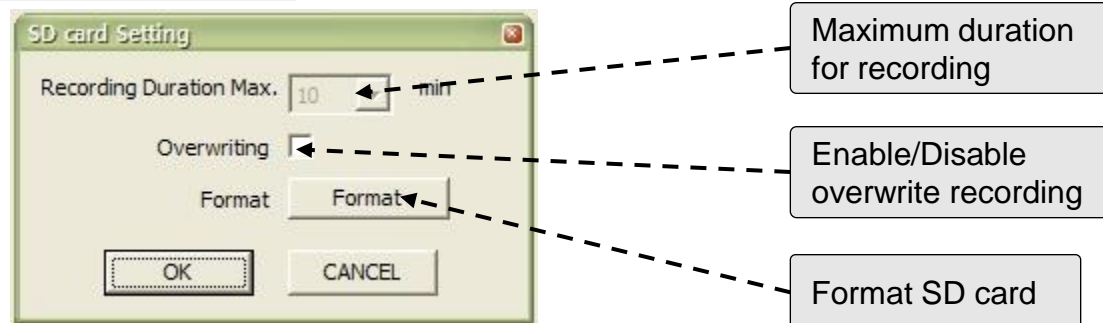 SD card Setting
Maximum duration
for recording
Recording Duration Max. 10 min
Enable/Disable
overwrite recording
Overwriting
Format Format
Format SD card
OK CANCEL